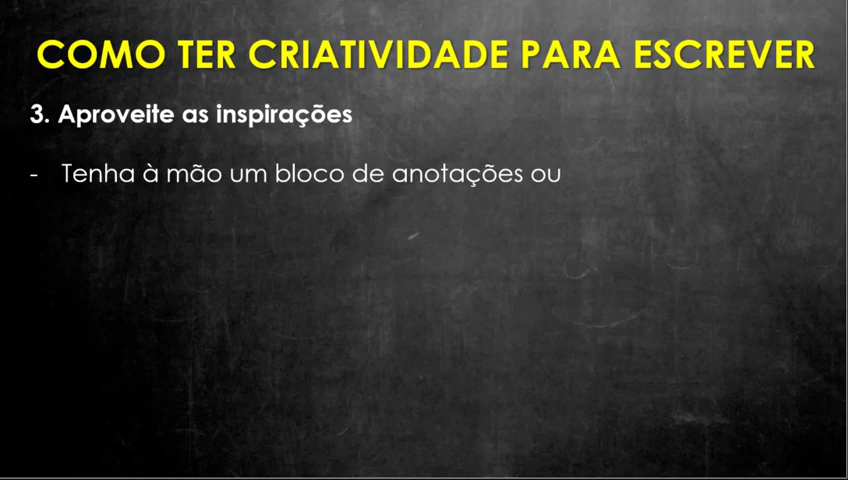 COMO TER CRIATIVIDADE PARA ESCREVER
3. Aproveite as inspirações
- Tenha à mão um bloco de anotações ou